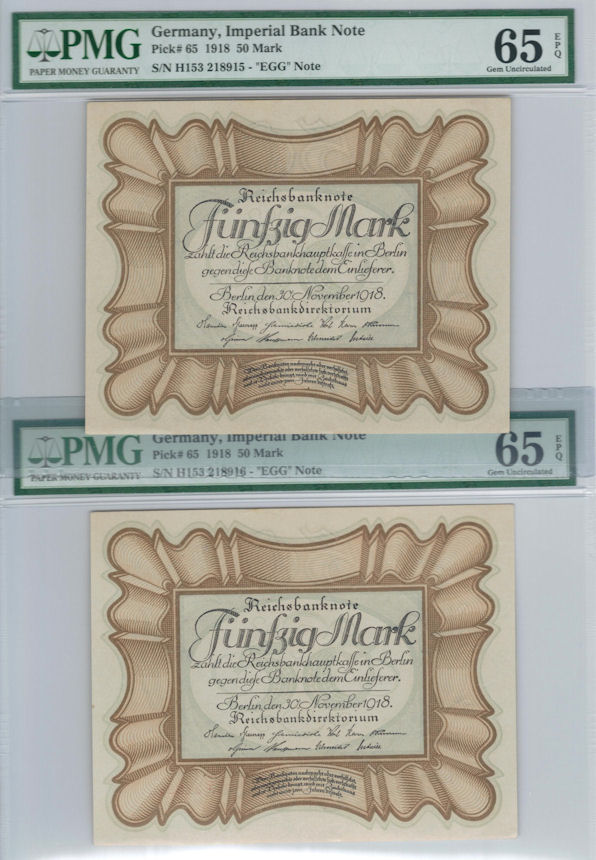 PMG
PAPER MONEY GUARANTY
Germany, Imperial Bank Note
Pick# 65 1918 50 Mark
S/N H153 218915 - "EGG" Note
65 EPQ
Gem Uncirculated
Reichsbanknote
Fünfzig Mark
zahlt die Reichsbankhauptkasse in Berlin
gegen diese Banknote dem Einlieferer.
Berlin, den 30. November 1918.
Reichsbankdirektorium
PMG
PAPER MONEY GUARANTY
Germany, Imperial Bank Note
Pick# 65 1918 50 Mark
S/N H153 218916 - "EGG" Note
65 EPQ
Gem Uncirculated
Reichsbanknote
Fünfzig Mark
zahlt die Reichsbankhauptkasse in Berlin
gegen diese Banknote dem Einlieferer.
Berlin, den 30. November 1918.
Reichsbankdirektorium